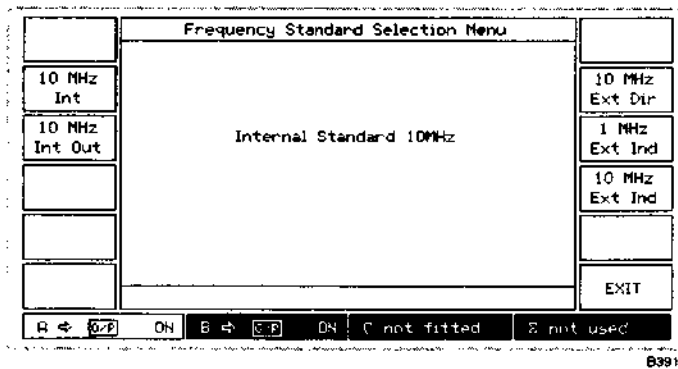 Frequency Standard Selection Menu
10 MHz
Int
10 MHz
Int Out
Internal Standard 10MHz
10 MHz
Ext Dir
1 MHz
Ext Ind
10 MHz
Ext Ind
EXIT
A ➪ O/P ON
B ➪ O/P ON
C not fitted
Σ not used
B391